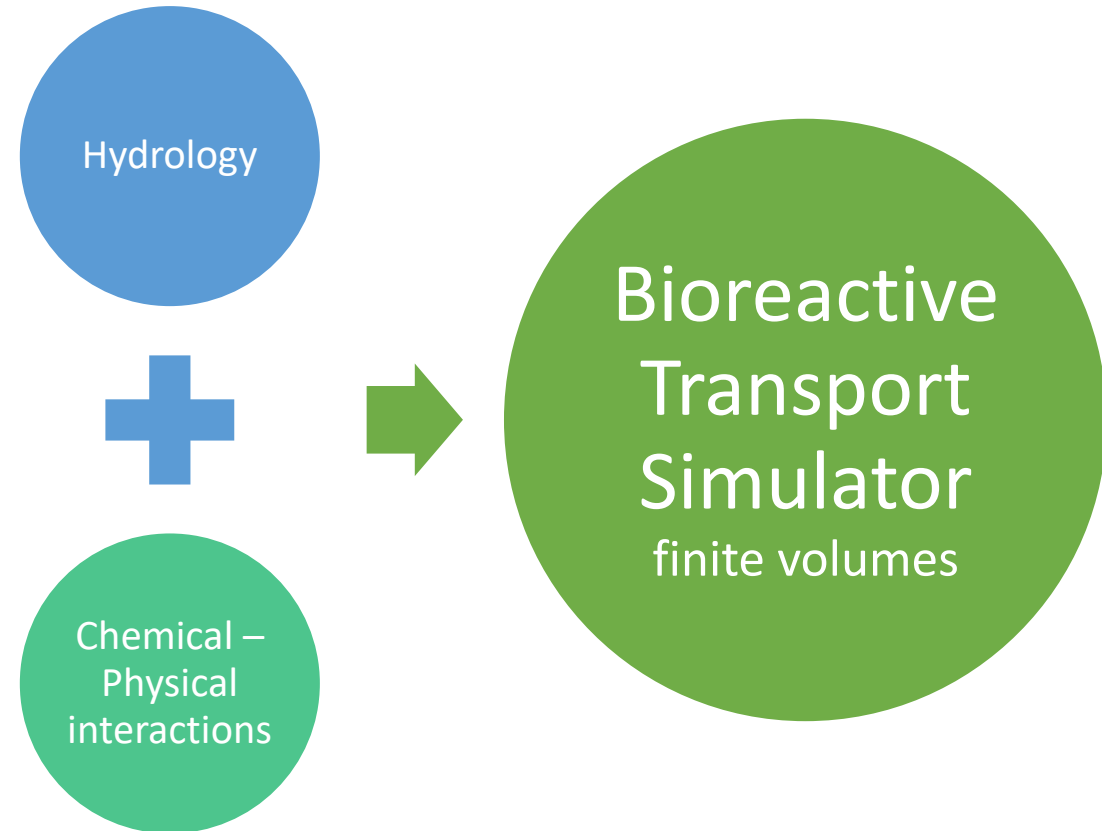 Hydrology
Chemical –
Physical
interactions
Bioreactive
Transport
Simulator
finite volumes